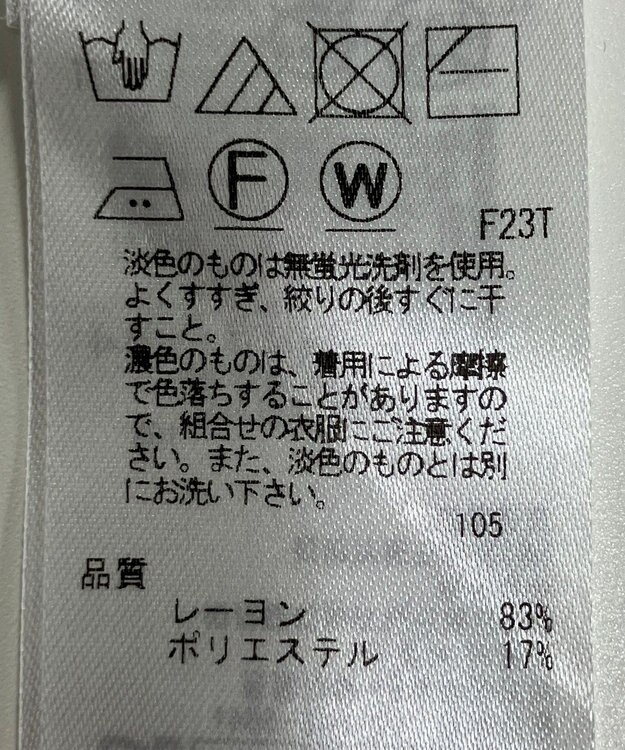 F W F23T
淡色のものは無蛍光洗剤を使用。
よくすすぎ、絞りの後すぐに干
すこと。
濃色のものは、着用による摩擦
で色落ちすることがありますの
で、組合せの衣服にご注意くだ
さい。また、淡色のものとは別
にお洗い下さい。
105
品質
レーヨン 83%
ポリエステル 17%